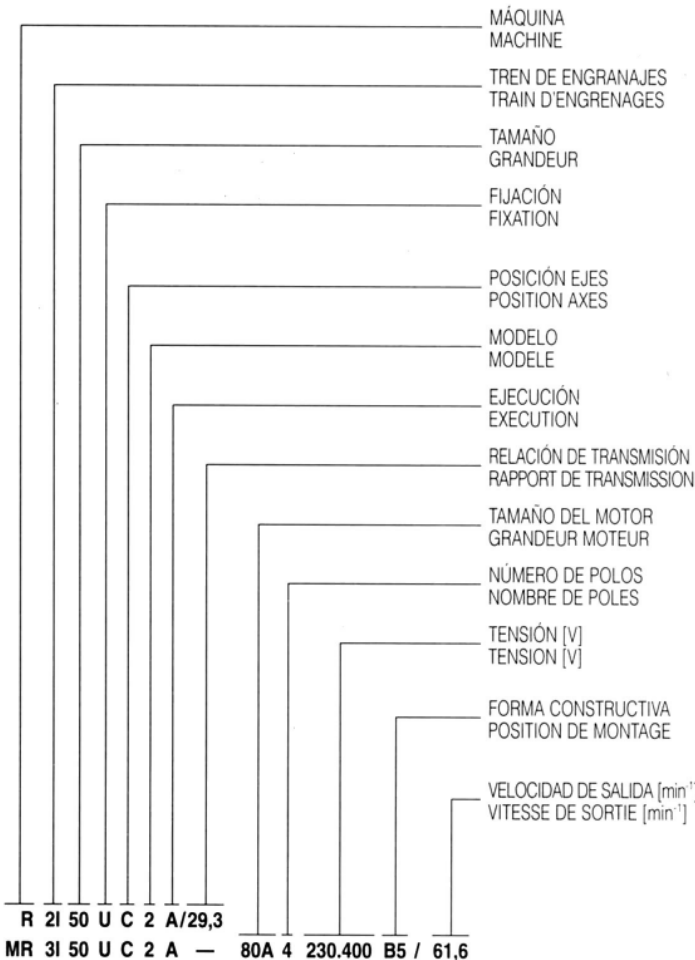 MÁQUINA
MACHINE
TREN DE ENGRANAJES
TRAIN D'ENGRENAGES
TAMAÑO
GRANDEUR
FIJACIÓN
FIXATION
POSICIÓN EJES
POSITION AXES
MODELO
MODELE
EJECUCIÓN
EXECUTION
RELACIÓN DE TRANSMISIÓN
RAPPORT DE TRANSMISSION
TAMAÑO DEL MOTOR
GRANDEUR MOTEUR
NÚMERO DE POLOS
NOMBRE DE POLES
TENSIÓN [V]
TENSION [V]
FORMA CONSTRUCTIVA
POSITION DE MONTAGE
VELOCIDAD DE SALIDA [min⁻¹]
VITESSE DE SORTIE [min⁻¹]
R 2I 50 U C 2 A/29,3
MR 3I 50 U C 2 A — 80A 4 230.400 B5 / 61,6